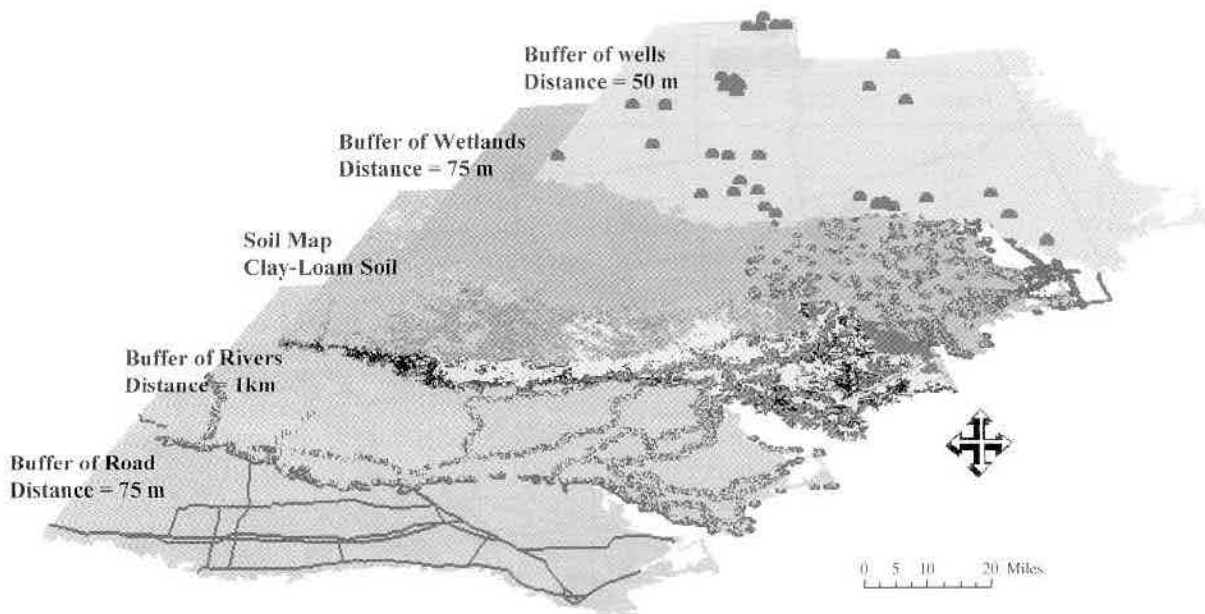 Buffer of wells
Distance = 50 m
Buffer of Wetlands
Distance = 75 m
Soil Map
Clay-Loam Soil
Buffer of Rivers
Distance = 1km
Buffer of Road
Distance = 75 m
0 5 10 20 Miles